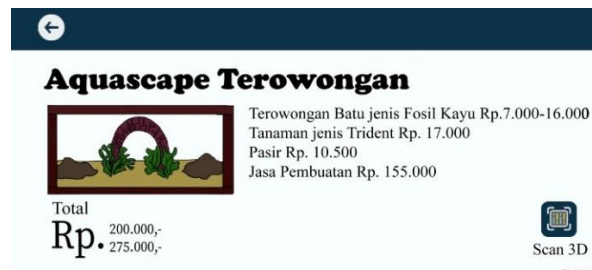 Aquascape Terowongan
Terowongan Batu jenis Fosil Kayu Rp.7.000-16.000
Tanaman jenis Trident Rp. 17.000
Pasir Rp. 10.500
Jasa Pembuatan Rp. 155.000
Total
Rp. 200.000,-
275.000,-
Scan 3D